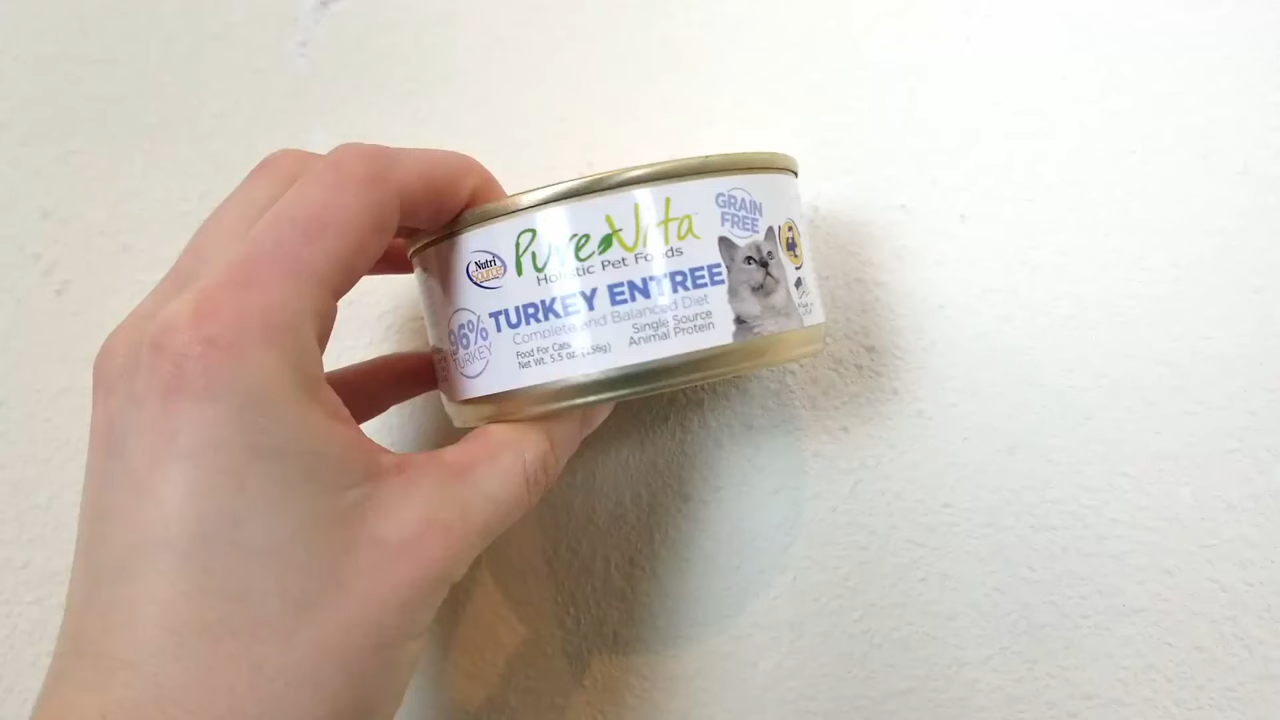 Nutri
Source
PureVita
Holistic Pet Foods
GRAIN
FREE
TURKEY ENTREE
Complete and Balanced Diet
96%
TURKEY
Single Source
Animal Protein
Food For Cats
Net Wt. 5.5 oz. (156g)